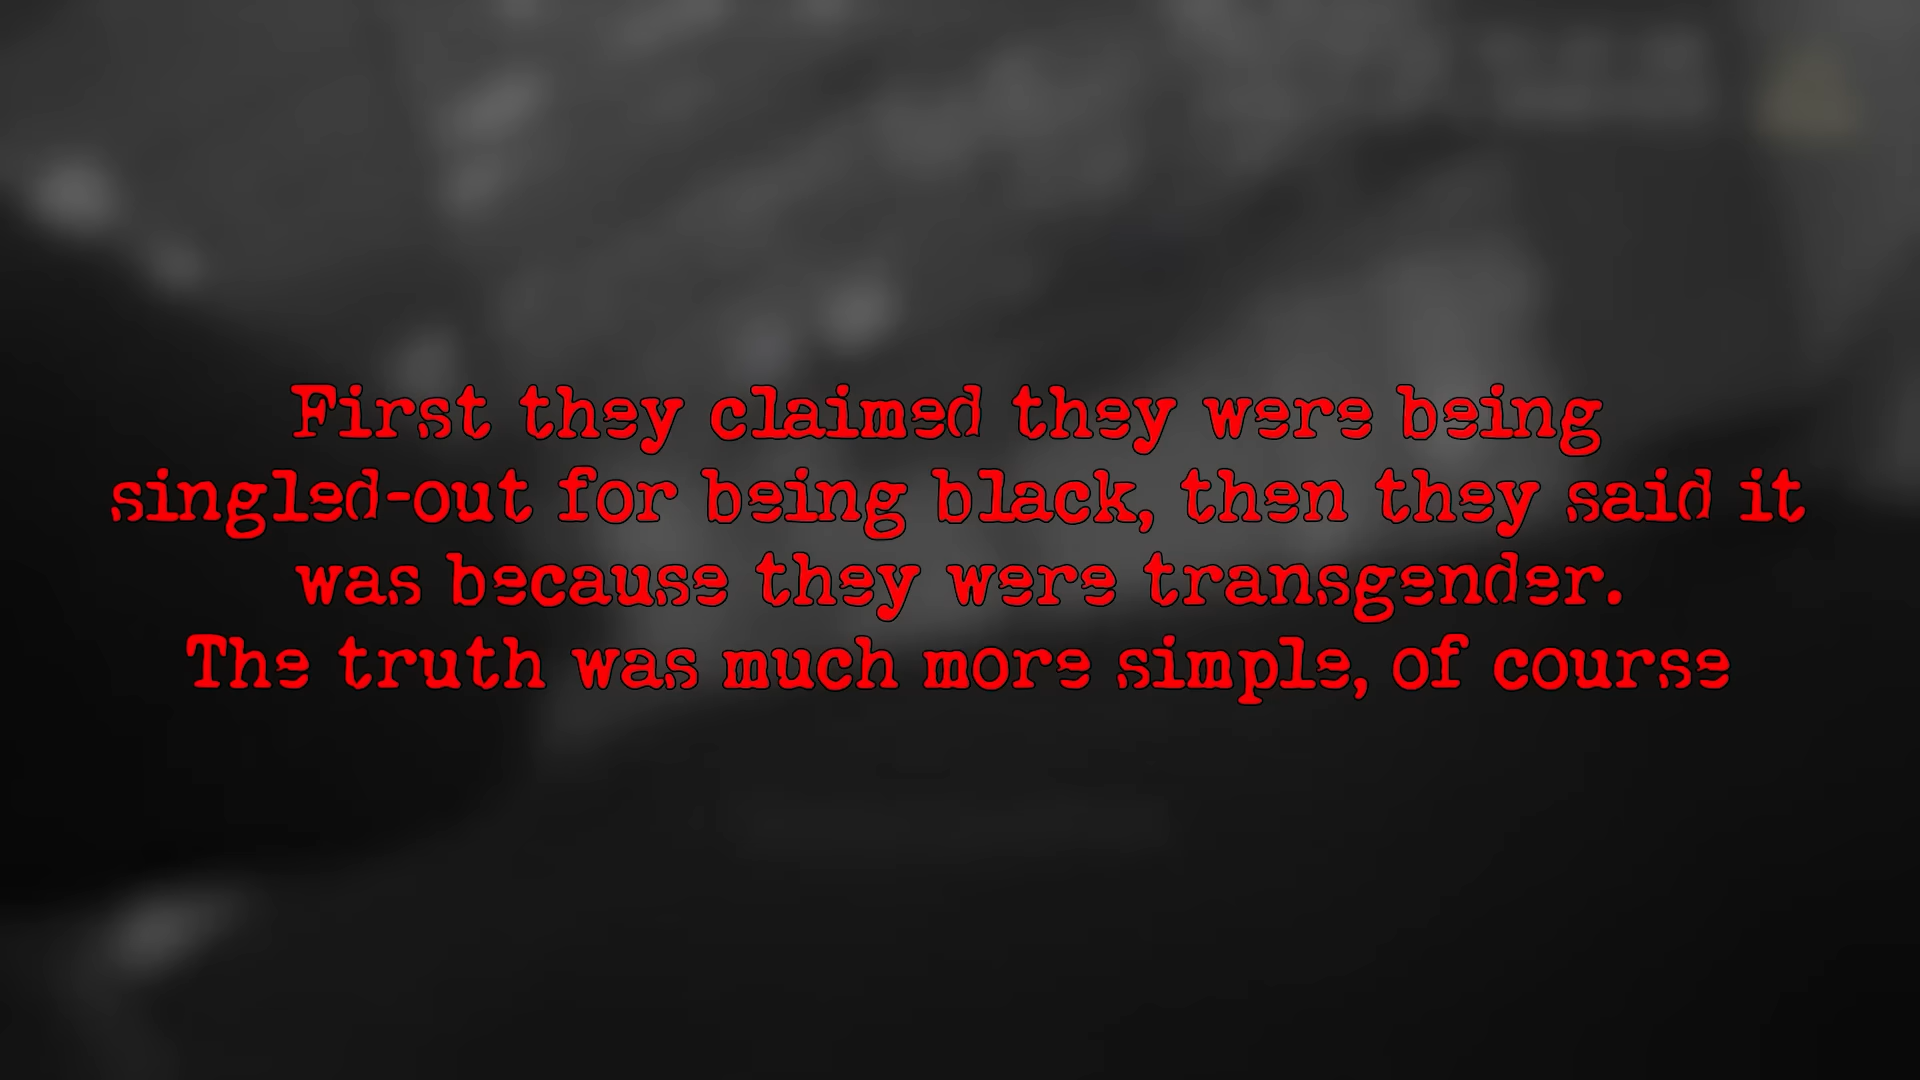 First they claimed they were being
singled-out for being black, then they said it
was because they were transgender.
The truth was much more simple, of course